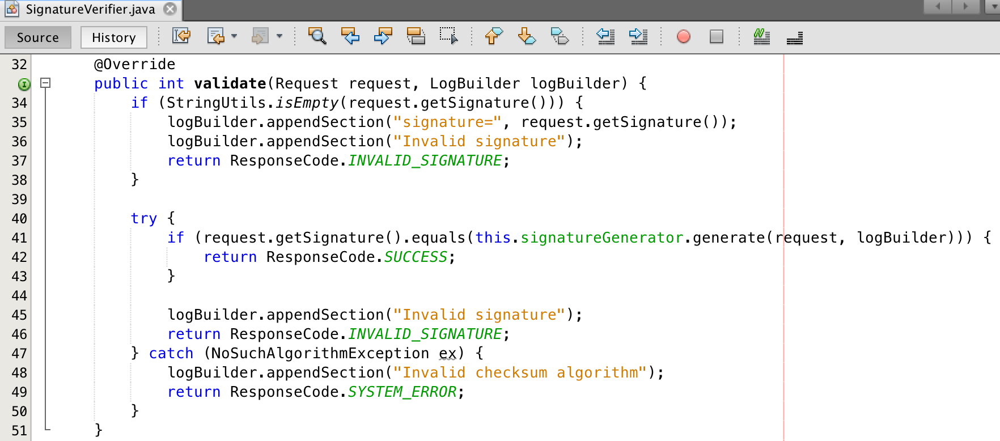 SignatureVerifier.java
Source History
32 @Override
public int validate(Request request, LogBuilder logBuilder) {
34 if (StringUtils.isEmpty(request.getSignature())) {
35 logBuilder.appendSection("signature=", request.getSignature());
36 logBuilder.appendSection("Invalid signature");
37 return ResponseCode.INVALID_SIGNATURE;
38 }
39
40 try {
41 if (request.getSignature().equals(this.signatureGenerator.generate(request, logBuilder))) {
42 return ResponseCode.SUCCESS;
43 }
44
45 logBuilder.appendSection("Invalid signature");
46 return ResponseCode.INVALID_SIGNATURE;
47 } catch (NoSuchAlgorithmException ex) {
48 logBuilder.appendSection("Invalid checksum algorithm");
49 return ResponseCode.SYSTEM_ERROR;
50 }
51 }